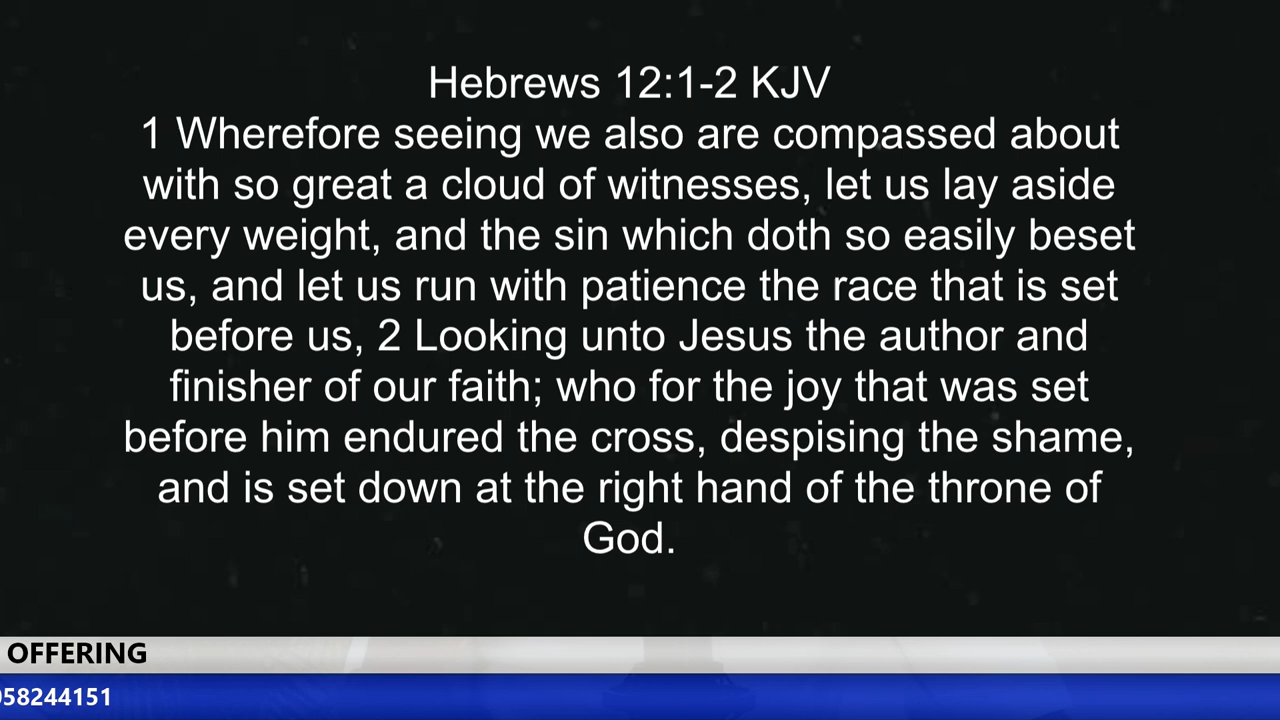 Hebrews 12:1-2 KJV
1 Wherefore seeing we also are compassed about
with so great a cloud of witnesses, let us lay aside
every weight, and the sin which doth so easily beset
us, and let us run with patience the race that is set
before us, 2 Looking unto Jesus the author and
finisher of our faith; who for the joy that was set
before him endured the cross, despising the shame,
and is set down at the right hand of the throne of
God.
OFFERING
58244151